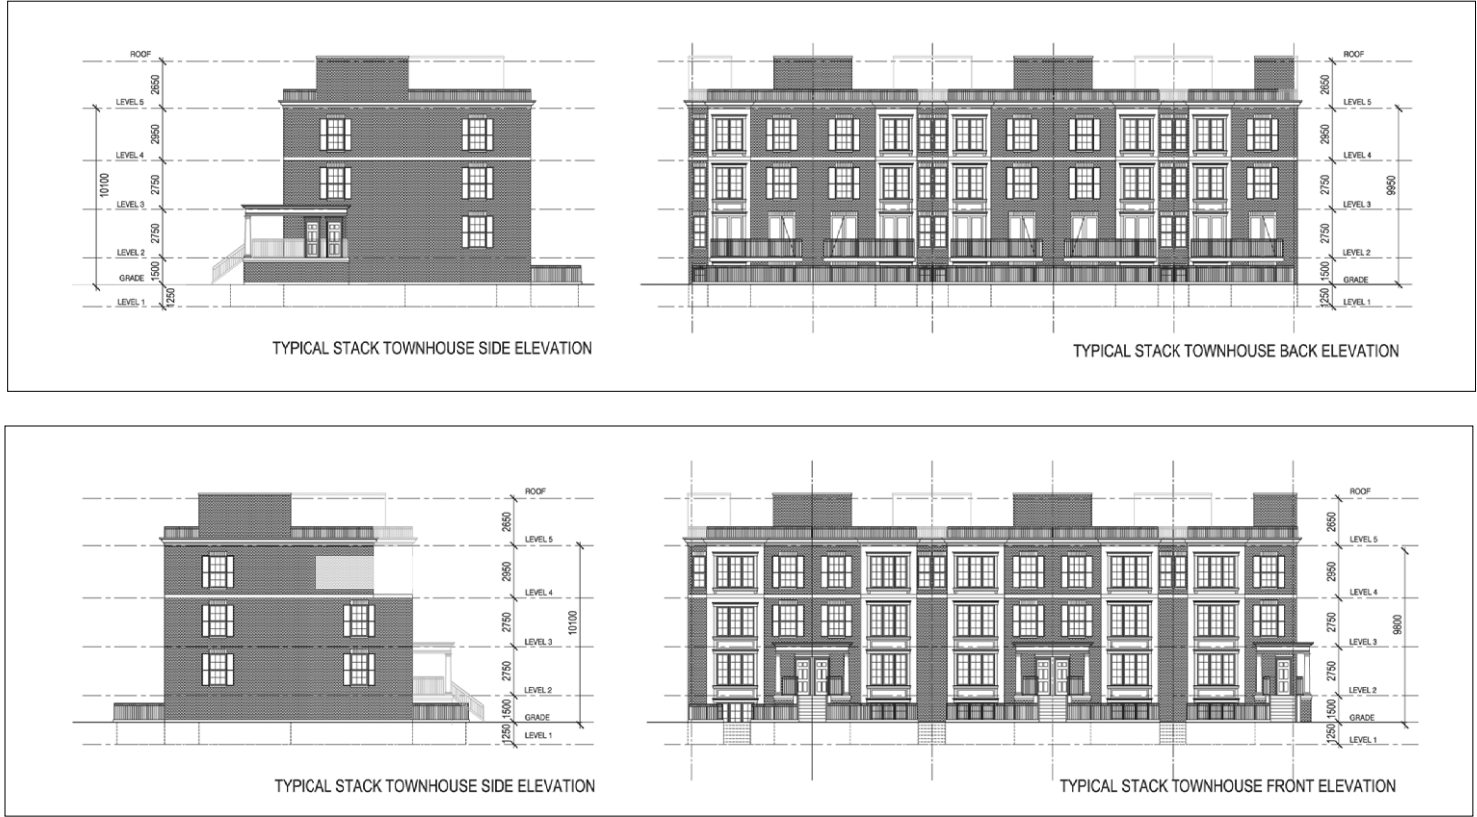 ROOF
2650
LEVEL 5
2950
LEVEL 4
10100
2750
LEVEL 3
2750
LEVEL 2
1500
GRADE
1250
LEVEL 1
TYPICAL STACK TOWNHOUSE SIDE ELEVATION
ROOF
2650
LEVEL 5
2950
LEVEL 4
2750
9950
LEVEL 3
2750
LEVEL 2
1500
GRADE
1250
LEVEL 1
TYPICAL STACK TOWNHOUSE BACK ELEVATION
ROOF
2650
LEVEL 5
2950
LEVEL 4
2750
10100
LEVEL 3
2750
LEVEL 2
1500
GRADE
1250
LEVEL 1
TYPICAL STACK TOWNHOUSE SIDE ELEVATION
ROOF
2650
LEVEL 5
2950
LEVEL 4
2750
9800
LEVEL 3
2750
LEVEL 2
1500
GRADE
1250
LEVEL 1
TYPICAL STACK TOWNHOUSE FRONT ELEVATION